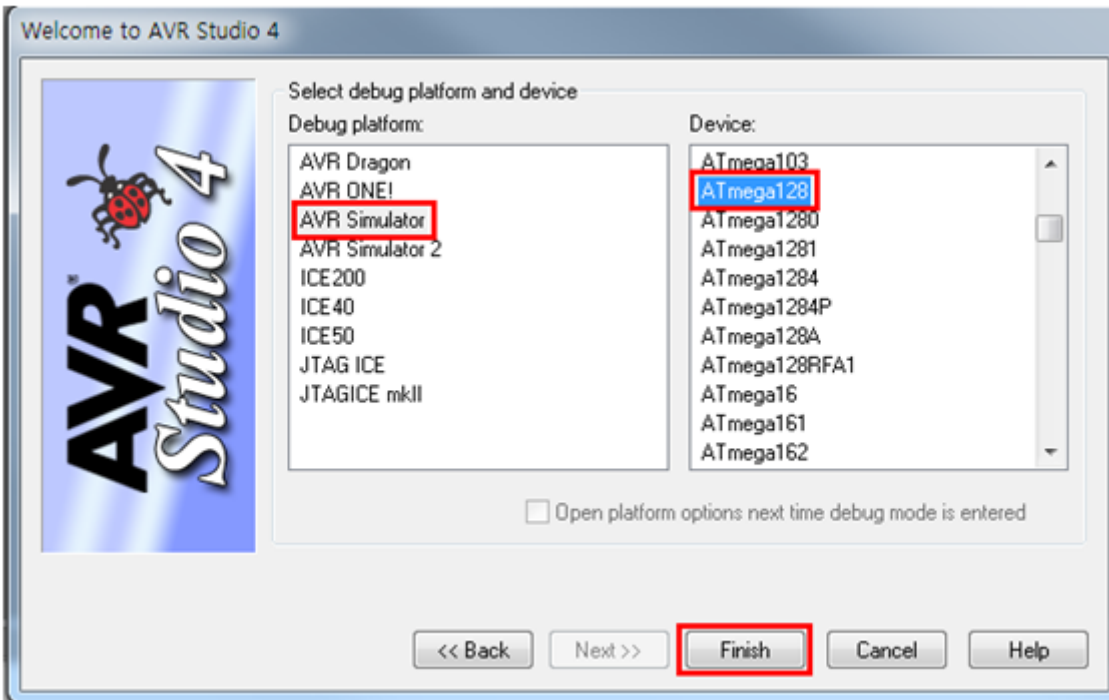 Welcome to AVR Studio 4
AVR Studio 4
Select debug platform and device
Debug platform:
AVR Dragon
AVR ONE!
AVR Simulator
AVR Simulator 2
ICE200
ICE40
ICE50
JTAG ICE
JTAGICE mkII
Device:
ATmega103
ATmega128
ATmega1280
ATmega1281
ATmega1284
ATmega1284P
ATmega128A
ATmega128RFA1
ATmega16
ATmega161
ATmega162
Open platform options next time debug mode is entered
<< Back Next >> Finish Cancel Help